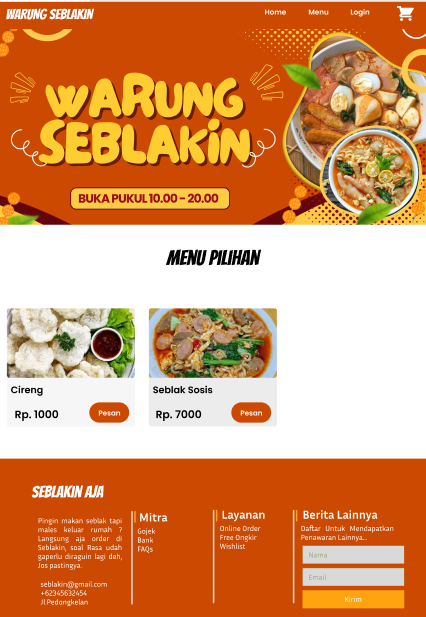 WARUNG SEBLAKIN
Home Menu Login
WARUNG
SEBLAKIN
BUKA PUKUL 10.00 - 20.00
MENU PILIHAN
Cireng
Rp. 1000
Pesan
Seblak Sosis
Rp. 7000
Pesan
SEBLAKIN AJA
Pingin makan seblak tapi
males keluar rumah ?
Langsung aja order di
Seblakin, soal Rasa udah
gaperlu diraguin lagi deh,
Jos pastingya.
seblakin@gmail.com
+62345632454
Jl.Pedongkelan
Mitra
Gojek
Bank
FAQs
Layanan
Online Order
Free Ongkir
Wishlist
Berita Lainnya
Daftar Untuk Mendapatkan
Penawaran Lainnya...
Nama
Email
Kirim